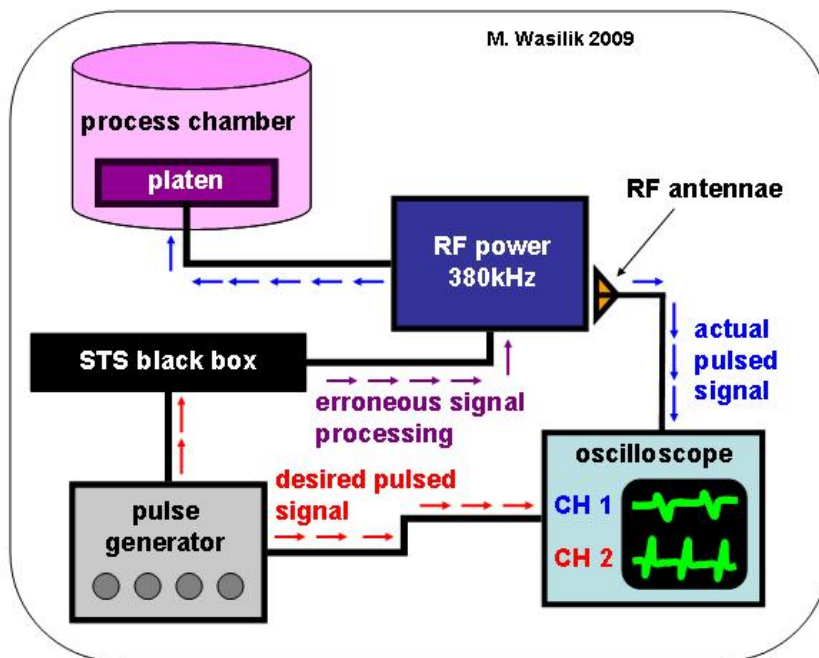 M. Wasilik 2009
process chamber
platen
RF antennae
RF power
380kHz
STS black box
actual
pulsed
signal
erroneous signal
processing
oscilloscope
desired pulsed
signal
pulse
generator
CH 1
CH 2